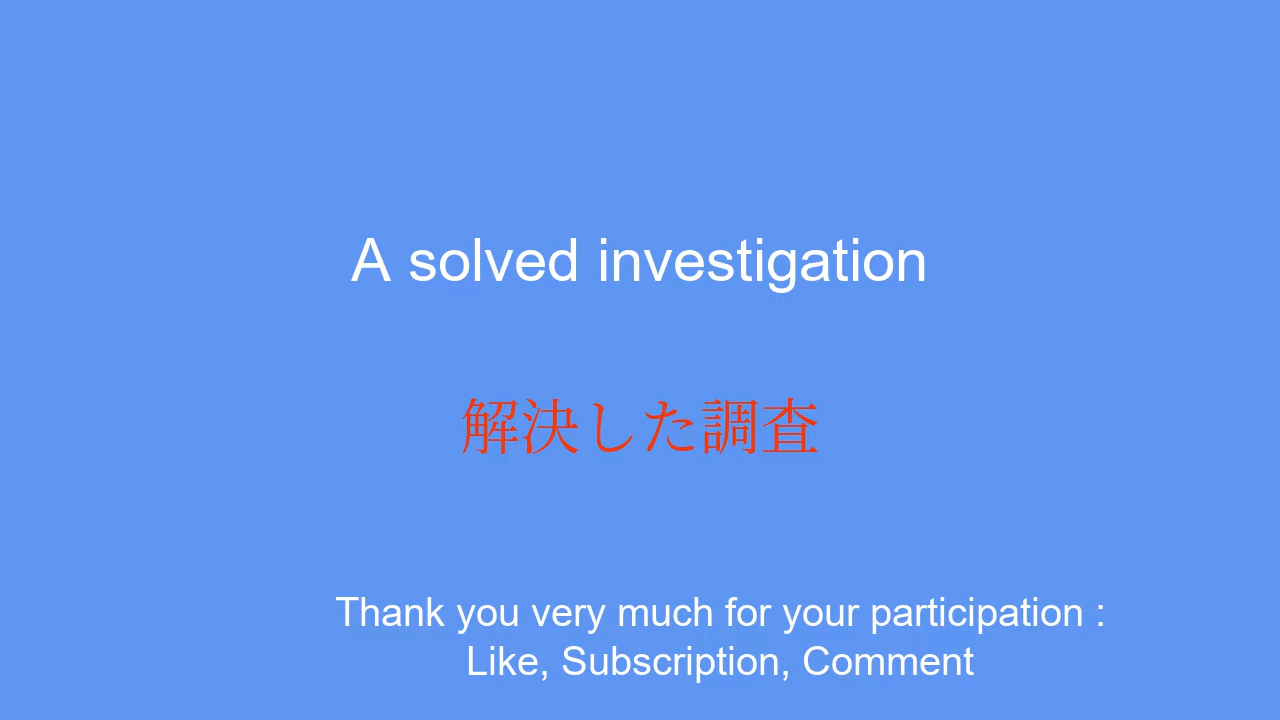 A solved investigation
解決した調査
Thank you very much for your participation :
Like, Subscription, Comment